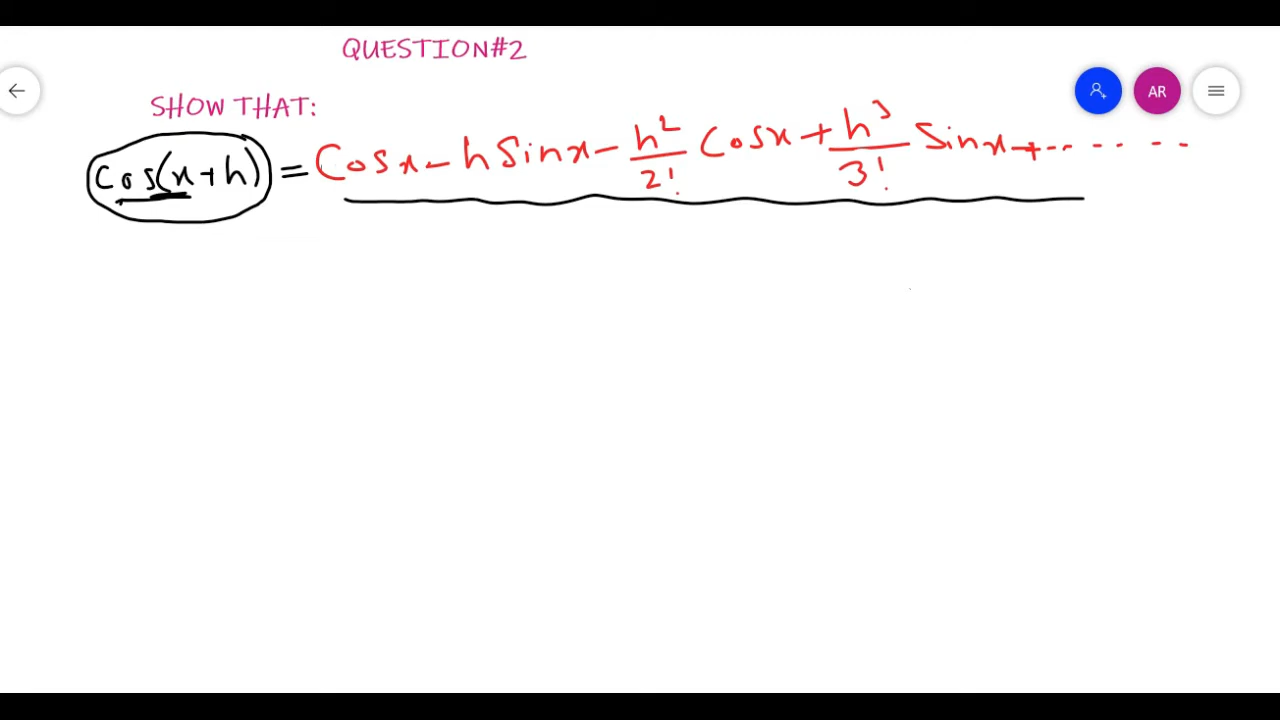 QUESTION#2
SHOW THAT:
AR
Cos(x+h) = Cosx - hSinx - h²/2! Cosx + h³/3! Sinx + ... ...